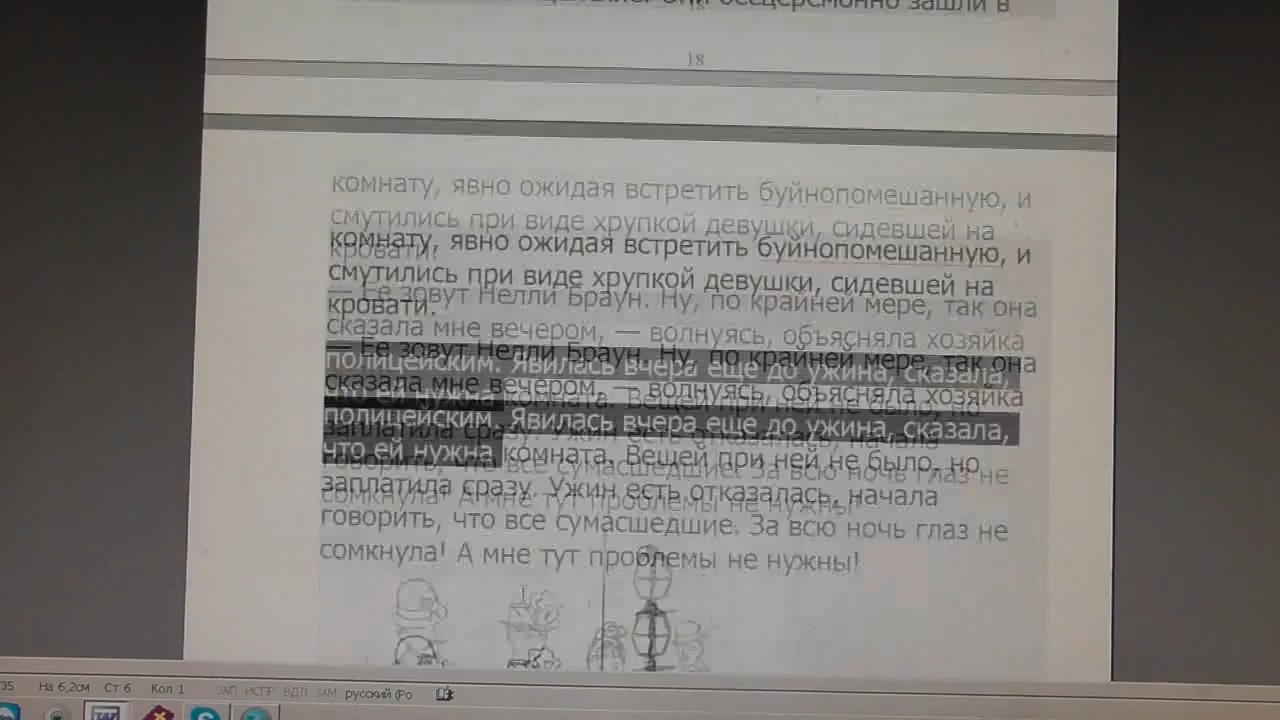 бесцеремонно зашли в
18
комнату, явно ожидая встретить буйнопомешанную, и
смутились при виде хрупкой девушки, сидевшей на
кровати.
— Ее зовут Нелли Браун. Ну, по крайней мере, так она
сказала мне вечером, — волнуясь, объясняла хозяйка
полицейским. Явилась вчера еще до ужина, сказала,
что ей нужна комната. Вещей при ней не было, но
заплатила сразу. Ужин есть отказалась, начала
говорить, что все сумасшедшие. За всю ночь глаз не
сомкнула! А мне тут проблемы не нужны!
35 На 6,2см Ст 6 Кол 1 ЗАП ИСПР ВДЛ ЗАМ русский (Ро